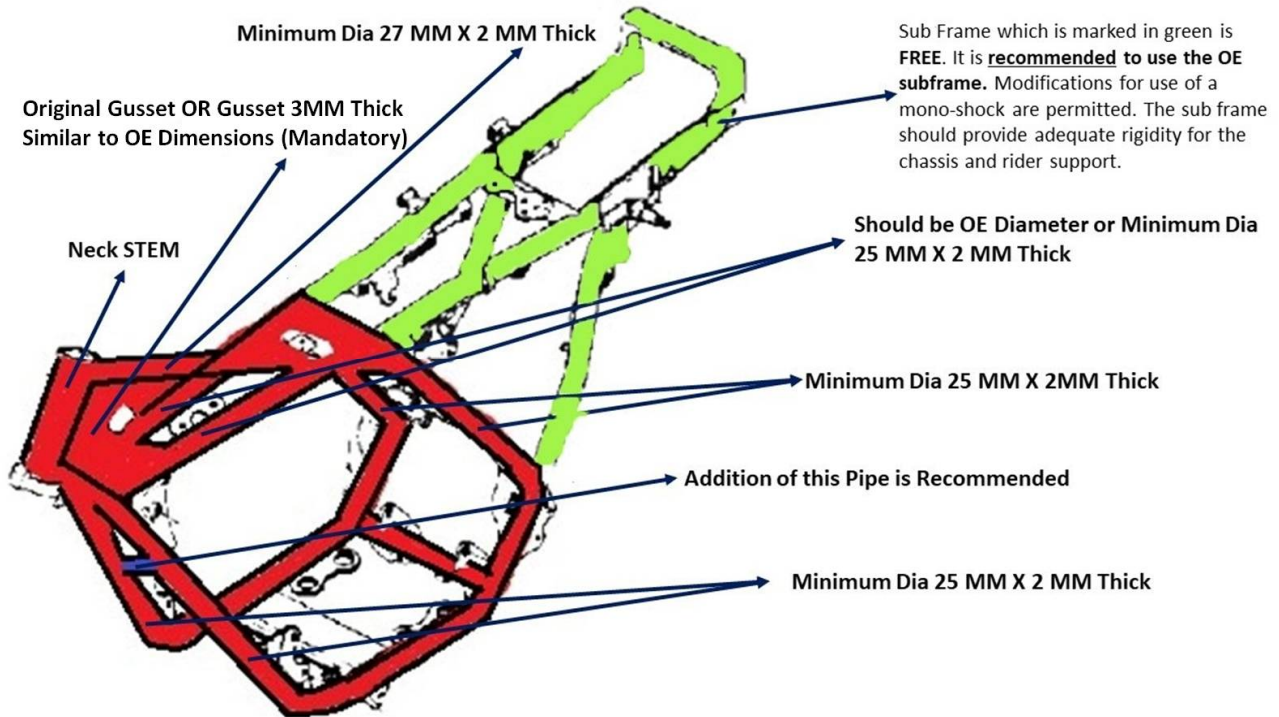 Minimum Dia 27 MM X 2 MM Thick
Sub Frame which is marked in green is
FREE. It is recommended to use the OE
subframe. Modifications for use of a
mono-shock are permitted. The sub frame
should provide adequate rigidity for the
chassis and rider support.
Original Gusset OR Gusset 3MM Thick
Similar to OE Dimensions (Mandatory)
Neck STEM
Should be OE Diameter or Minimum Dia
25 MM X 2 MM Thick
Minimum Dia 25 MM X 2MM Thick
Addition of this Pipe is Recommended
Minimum Dia 25 MM X 2 MM Thick